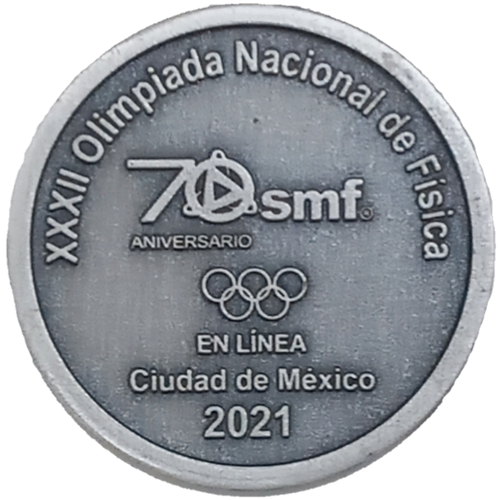 XXXII Olimpiada Nacional de Física
70 smf®
ANIVERSARIO
EN LÍNEA
Ciudad de México
2021